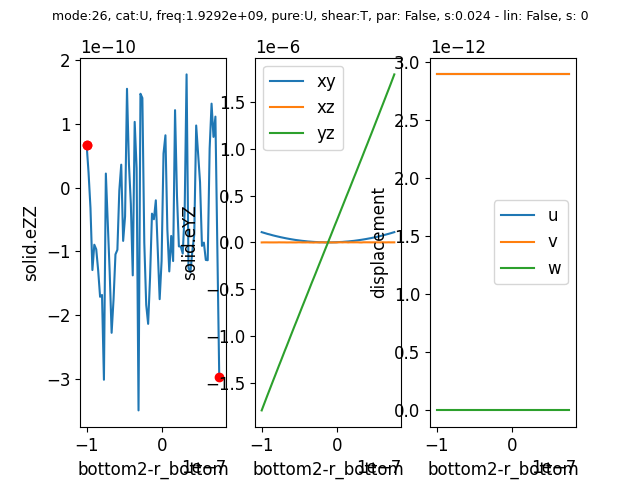 mode:26, cat:U, freq:1.9292e+09, pure:U, shear:T, par: False, s:0.024 - lin: False, s: 0
1e−10
2
1
0
−1
−2
−3
solid.eZZ
−1
0
1e−7
bottom2-r_bottom
1e−6
1.5
1.0
0.5
0.0
−0.5
−1.0
−1.5
solid.eYZ
xy
xz
yz
−1
0
1e−7
bottom2-r_bottom
1e−12
3.0
2.5
2.0
1.5
1.0
0.5
0.0
displacement
u
v
w
−1
0
1e−7
bottom2-r_bottom